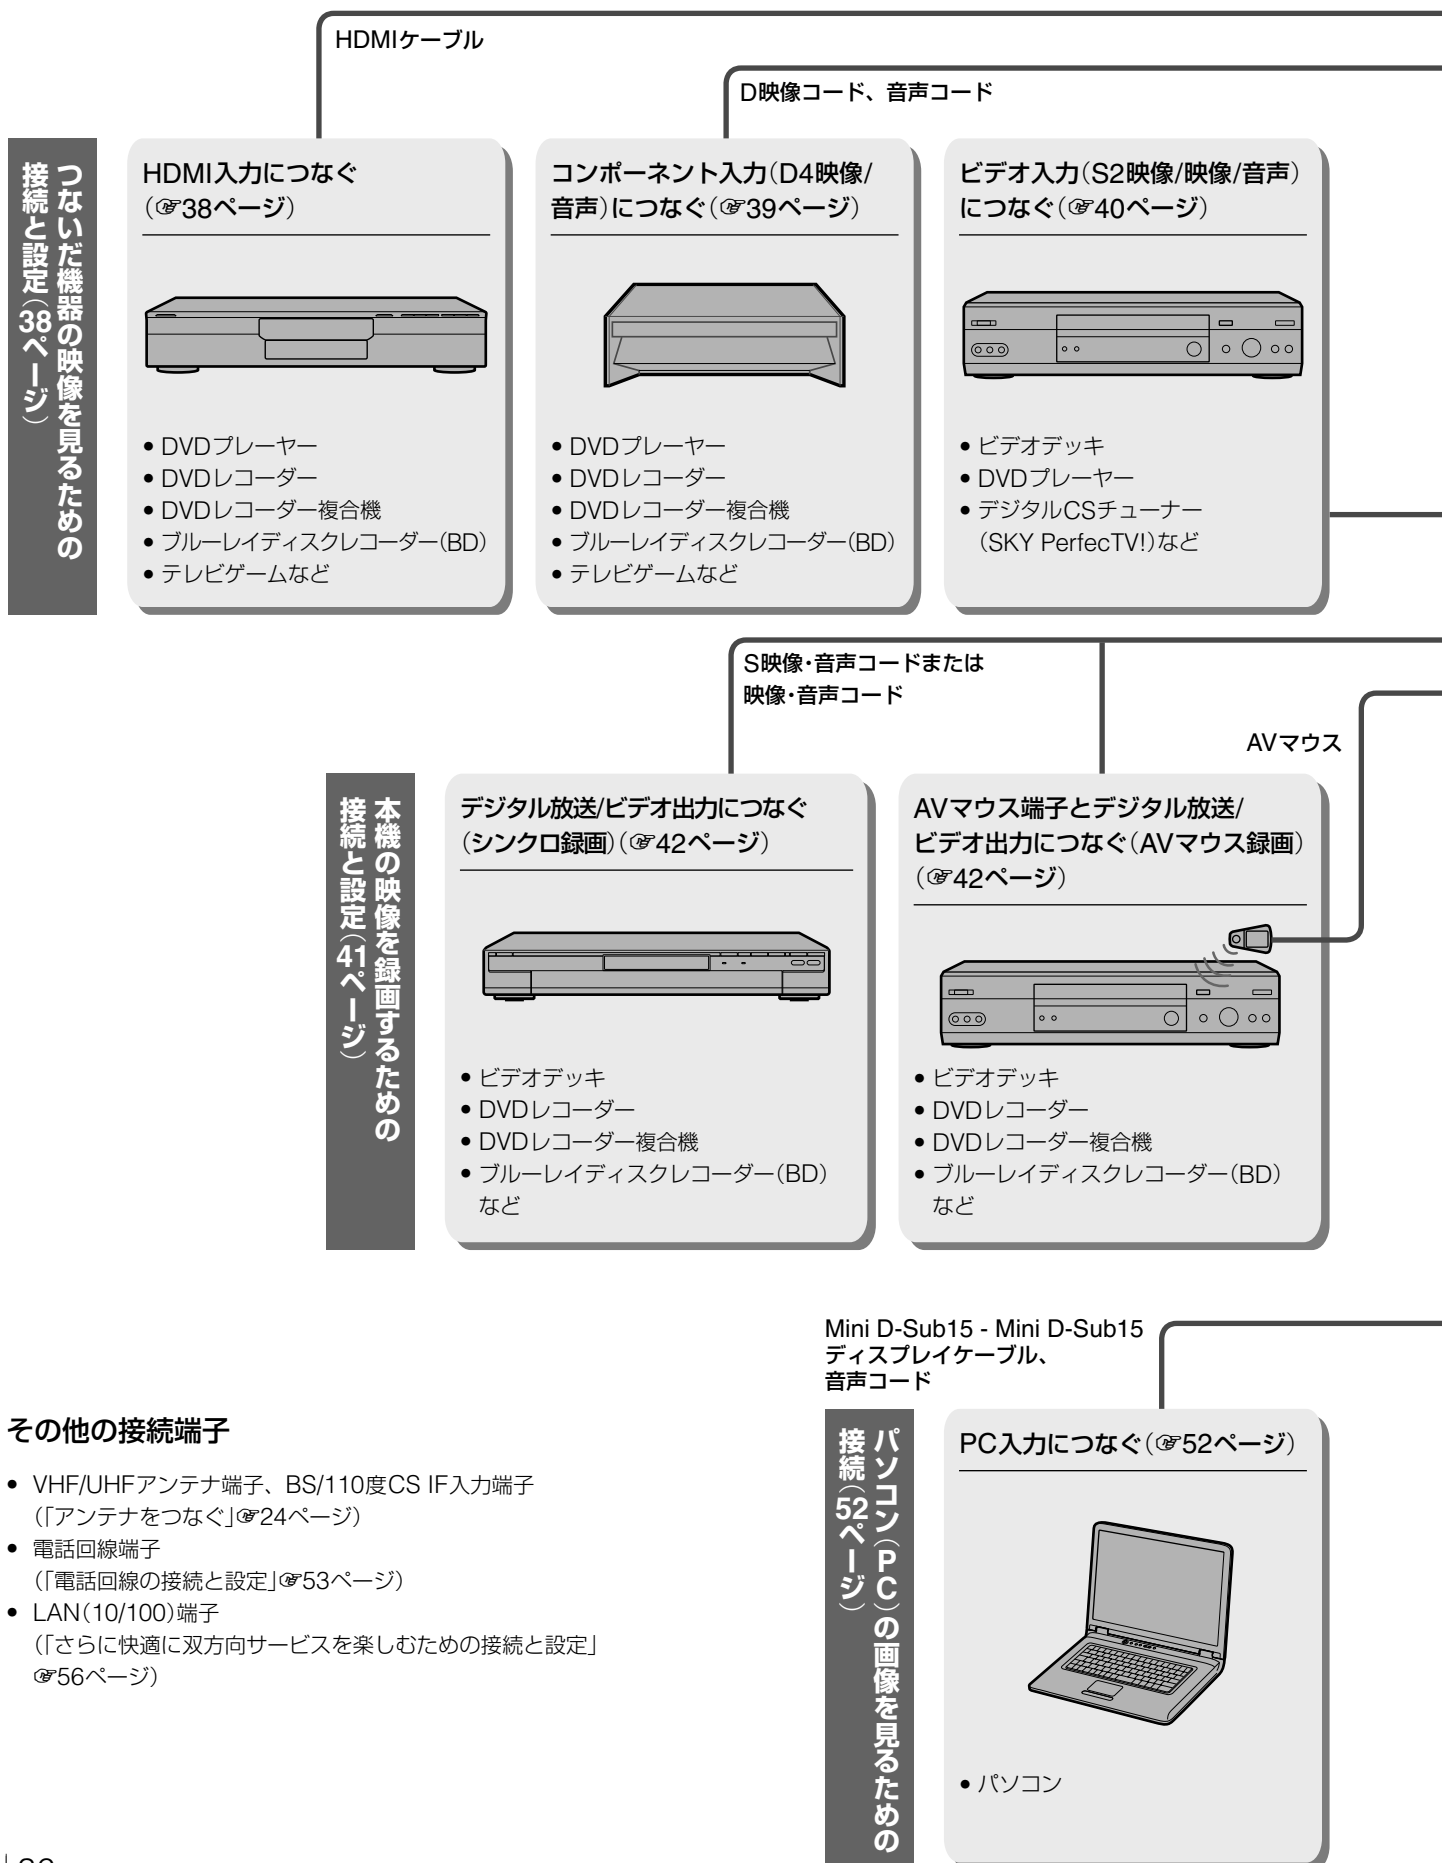 HDMIケーブル
D映像コード、音声コード
つないだ機器の映像を見るための
接続と設定（38ページ）
HDMI入力につなぐ
（☞38ページ）
• DVDプレーヤー
• DVDレコーダー
• DVDレコーダー複合機
• ブルーレイディスクレコーダー（BD）
• テレビゲームなど
コンポーネント入力（D4映像/
音声）につなぐ（☞39ページ）
• DVDプレーヤー
• DVDレコーダー
• DVDレコーダー複合機
• ブルーレイディスクレコーダー（BD）
• テレビゲームなど
ビデオ入力（S2映像/映像/音声）
につなぐ（☞40ページ）
• ビデオデッキ
• DVDプレーヤー
• デジタルCSチューナー
（SKY PerfecTV!）など
S映像・音声コードまたは
映像・音声コード
AVマウス
本機の映像を録画するための
接続と設定（41ページ）
デジタル放送/ビデオ出力につなぐ
（シンクロ録画）（☞42ページ）
• ビデオデッキ
• DVDレコーダー
• DVDレコーダー複合機
• ブルーレイディスクレコーダー（BD）
など
AVマウス端子とデジタル放送/
ビデオ出力につなぐ（AVマウス録画）
（☞42ページ）
• ビデオデッキ
• DVDレコーダー
• DVDレコーダー複合機
• ブルーレイディスクレコーダー（BD）
など
Mini D-Sub15 - Mini D-Sub15
ディスプレイケーブル、
音声コード
パソコン（PC）の画像を見るための
接続（52ページ）
PC入力につなぐ（☞52ページ）
• パソコン
その他の接続端子
• VHF/UHFアンテナ端子、BS/110度CS IF入力端子
（「アンテナをつなぐ」☞24ページ）
• 電話回線端子
（「電話回線の接続と設定」☞53ページ）
• LAN（10/100）端子
（「さらに快適に双方向サービスを楽しむための接続と設定」
☞56ページ）